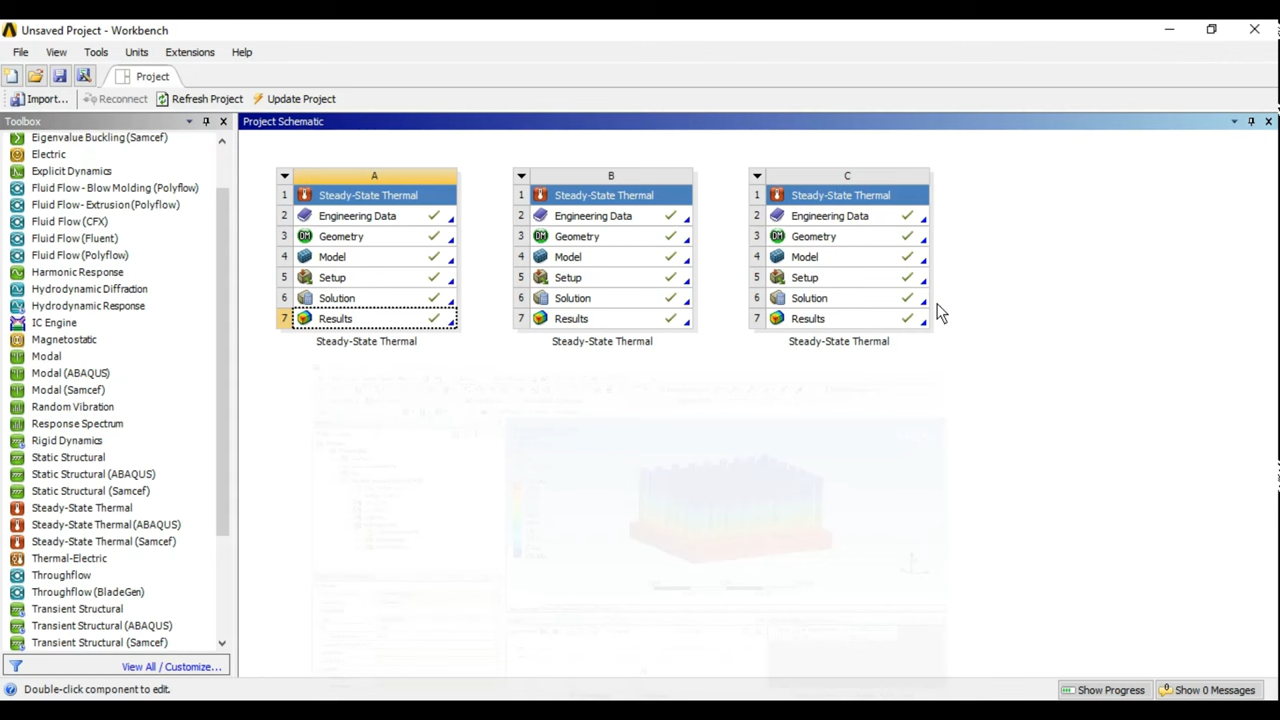 Unsaved Project - Workbench
File View Tools Units Extensions Help
Project
Import... Reconnect Refresh Project Update Project
Toolbox
Eigenvalue Buckling (Samcef)
Electric
Explicit Dynamics
Fluid Flow - Blow Molding (Polyflow)
Fluid Flow - Extrusion (Polyflow)
Fluid Flow (CFX)
Fluid Flow (Fluent)
Fluid Flow (Polyflow)
Harmonic Response
Hydrodynamic Diffraction
Hydrodynamic Response
IC Engine
Magnetostatic
Modal
Modal (ABAQUS)
Modal (Samcef)
Random Vibration
Response Spectrum
Rigid Dynamics
Static Structural
Static Structural (ABAQUS)
Static Structural (Samcef)
Steady-State Thermal
Steady-State Thermal (ABAQUS)
Steady-State Thermal (Samcef)
Thermal-Electric
Throughflow
Throughflow (BladeGen)
Transient Structural
Transient Structural (ABAQUS)
Transient Structural (Samcef)
View All / Customize...
Project Schematic
A
1 Steady-State Thermal
2 Engineering Data
3 Geometry
4 Model
5 Setup
6 Solution
7 Results
Steady-State Thermal
B
1 Steady-State Thermal
2 Engineering Data
3 Geometry
4 Model
5 Setup
6 Solution
7 Results
Steady-State Thermal
C
1 Steady-State Thermal
2 Engineering Data
3 Geometry
4 Model
5 Setup
6 Solution
7 Results
Steady-State Thermal
Double-click component to edit.
Show Progress Show 0 Messages